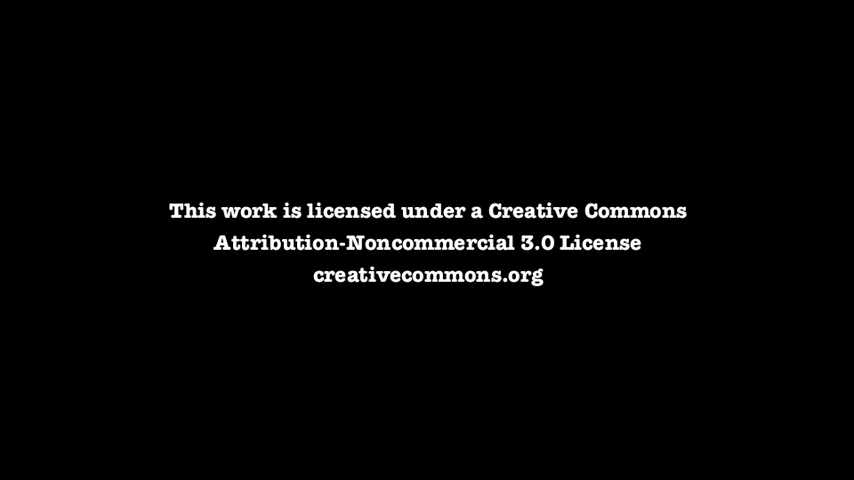 This work is licensed under a Creative Commons
Attribution-Noncommercial 3.0 License
creativecommons.org